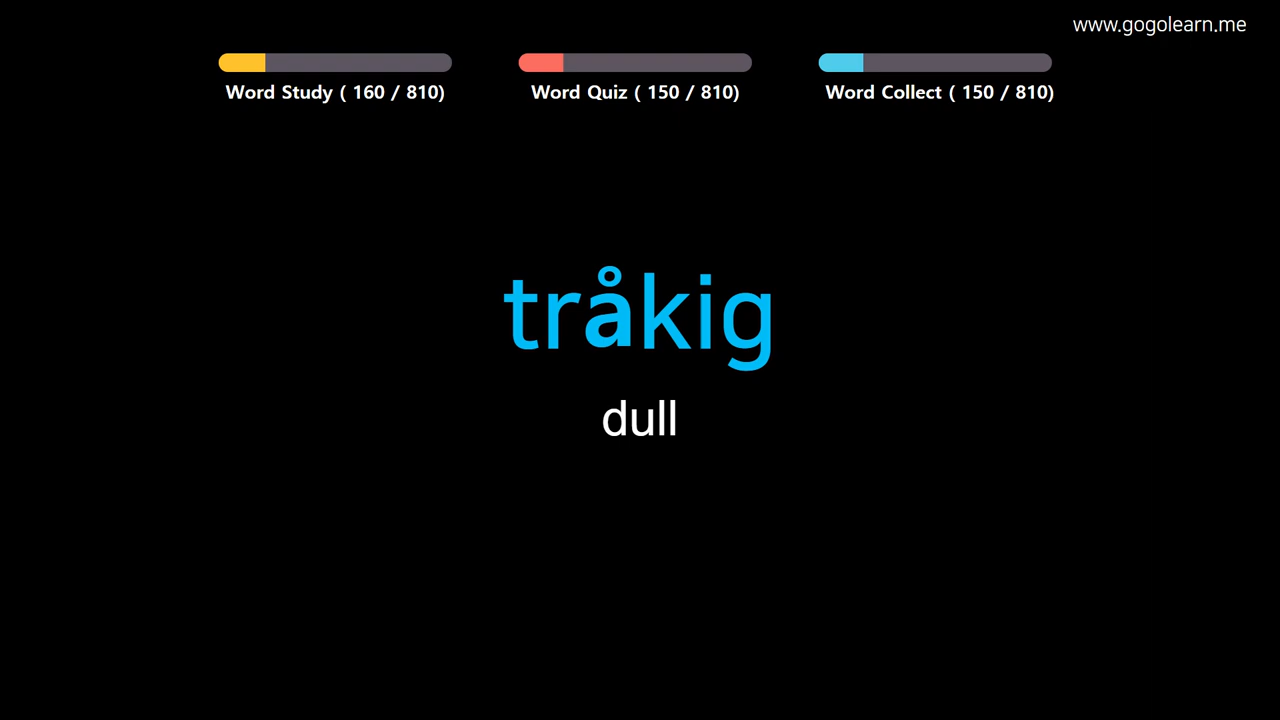 www.gogolearn.me
Word Study ( 160 / 810)
Word Quiz ( 150 / 810)
Word Collect ( 150 / 810)
tråkig
dull